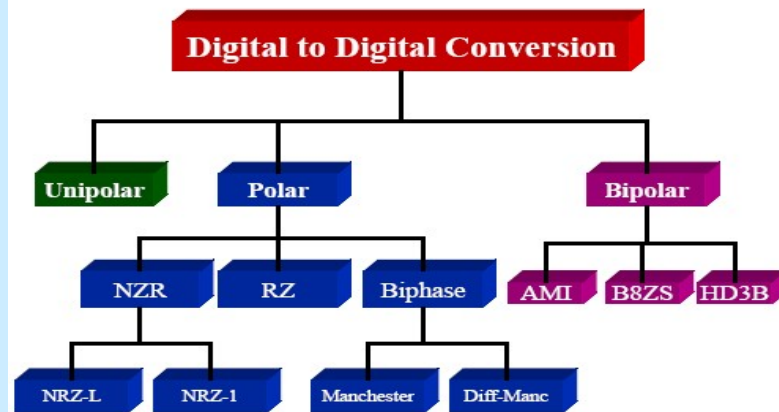 Digital to Digital Conversion
Unipolar
Polar
Bipolar
NZR
RZ
Biphase
AMI
B8ZS
HD3B
NRZ-L
NRZ-1
Manchester
Diff-Manc